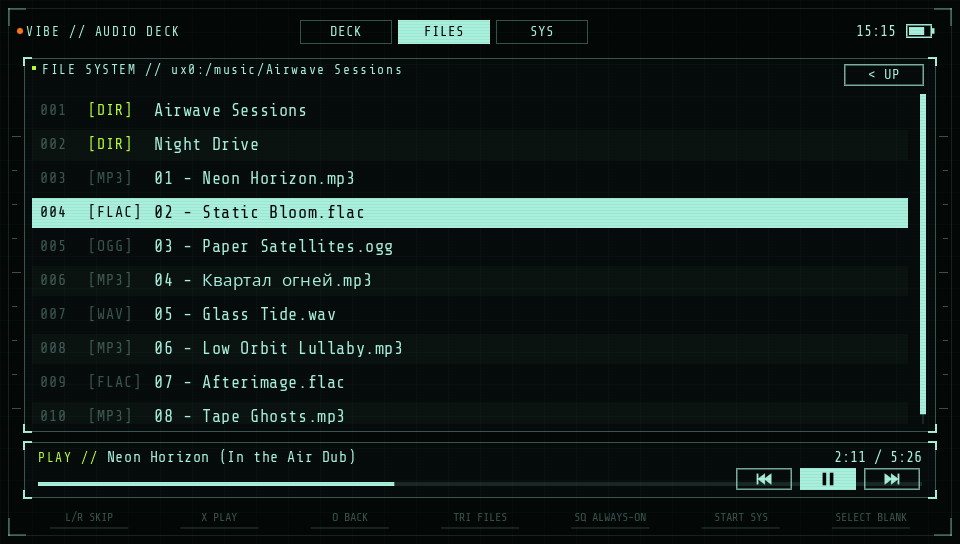 VIBE // AUDIO DECK
DECK
FILES
SYS
15:15
FILE SYSTEM // ux0:/music/Airwave Sessions
< UP
001 [DIR] Airwave Sessions
002 [DIR] Night Drive
003 [MP3] 01 - Neon Horizon.mp3
004 [FLAC] 02 - Static Bloom.flac
005 [OGG] 03 - Paper Satellites.ogg
006 [MP3] 04 - Квартал огней.mp3
007 [WAV] 05 - Glass Tide.wav
008 [MP3] 06 - Low Orbit Lullaby.mp3
009 [FLAC] 07 - Afterimage.flac
010 [MP3] 08 - Tape Ghosts.mp3
PLAY // Neon Horizon (In the Air Dub)
2:11 / 5:26
L/R SKIP
X PLAY
O BACK
TRI FILES
SQ ALWAYS-ON
START SYS
SELECT BLANK